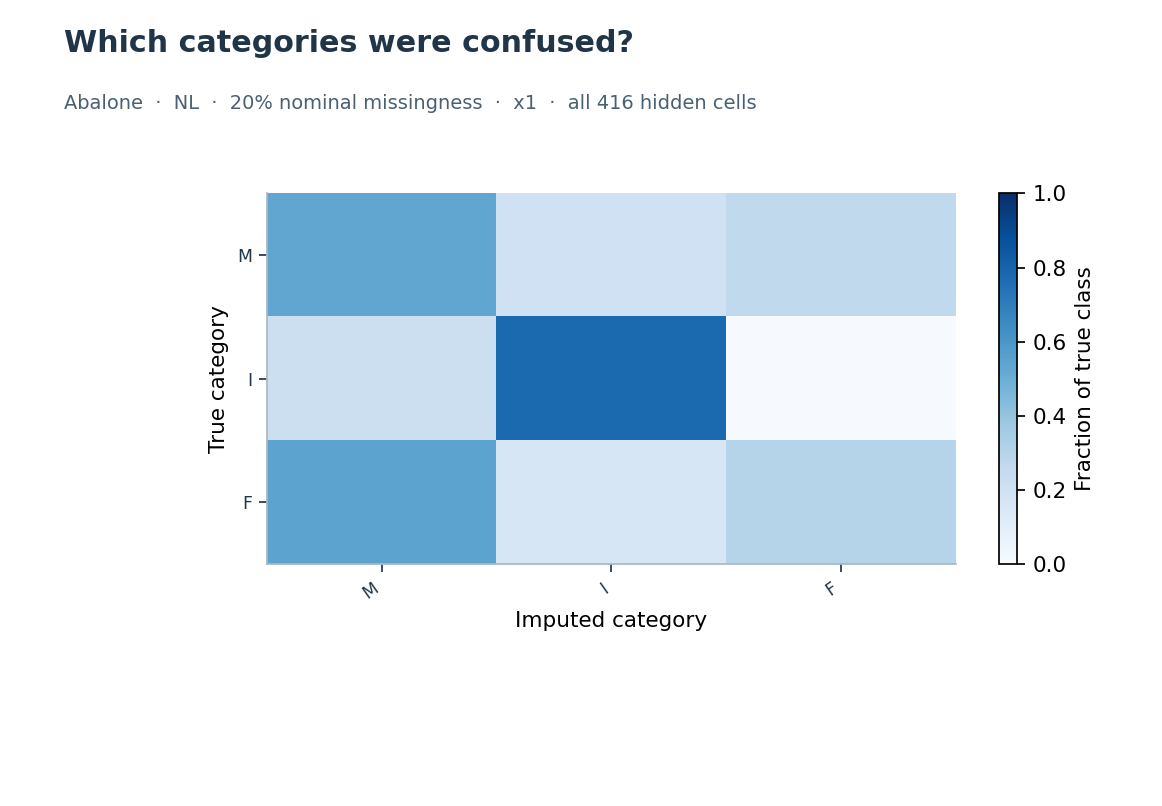 Which categories were confused?
Abalone · NL · 20% nominal missingness · x1 · all 416 hidden cells
True category
M
I
F
M I F
Imputed category
1.0
0.8
0.6
0.4
0.2
0.0
Fraction of true class